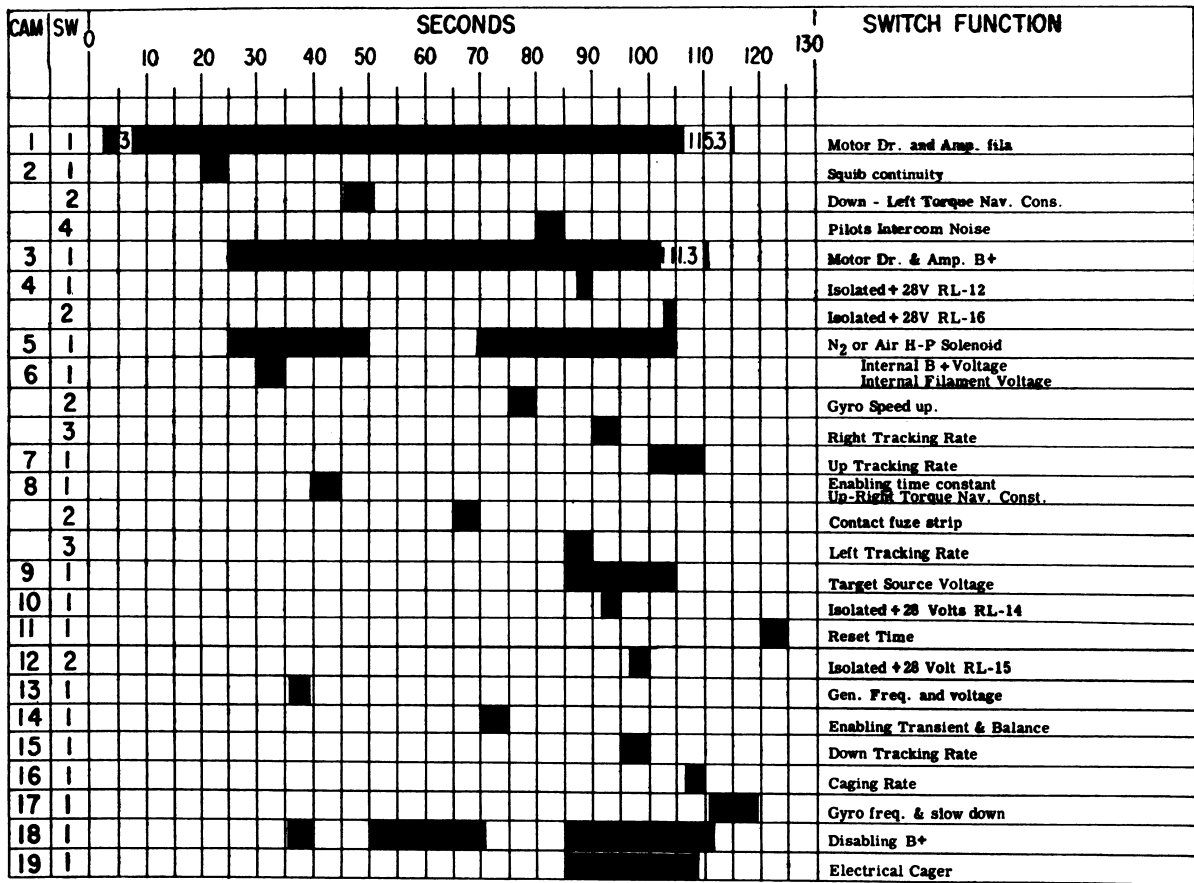 CAM SW SECONDS SWITCH FUNCTION
0 10 20 30 40 50 60 70 80 90 100 110 120 130
1 1 3 115.3 Motor Dr. and Amp. fila
2 1 Squib continuity
2 Down - Left Torque Nav. Cons.
4 Pilots Intercom Noise
3 1 111.3 Motor Dr. & Amp. B+
4 1 Isolated + 28V RL-12
2 Isolated + 28V RL-16
5 1 N2 or Air H-P Solenoid
6 1 Internal B + Voltage
Internal Filament Voltage
2 Gyro Speed up.
3 Right Tracking Rate
7 1 Up Tracking Rate
8 1 Enabling time constant
Up-Right Torque Nav. Const.
2 Contact fuze strip
3 Left Tracking Rate
9 1 Target Source Voltage
10 1 Isolated + 28 Volts RL-14
11 1 Reset Time
12 2 Isolated + 28 Volt RL-15
13 1 Gen. Freq. and voltage
14 1 Enabling Transient & Balance
15 1 Down Tracking Rate
16 1 Caging Rate
17 1 Gyro freq. & slow down
18 1 Disabling B+
19 1 Electrical Cager